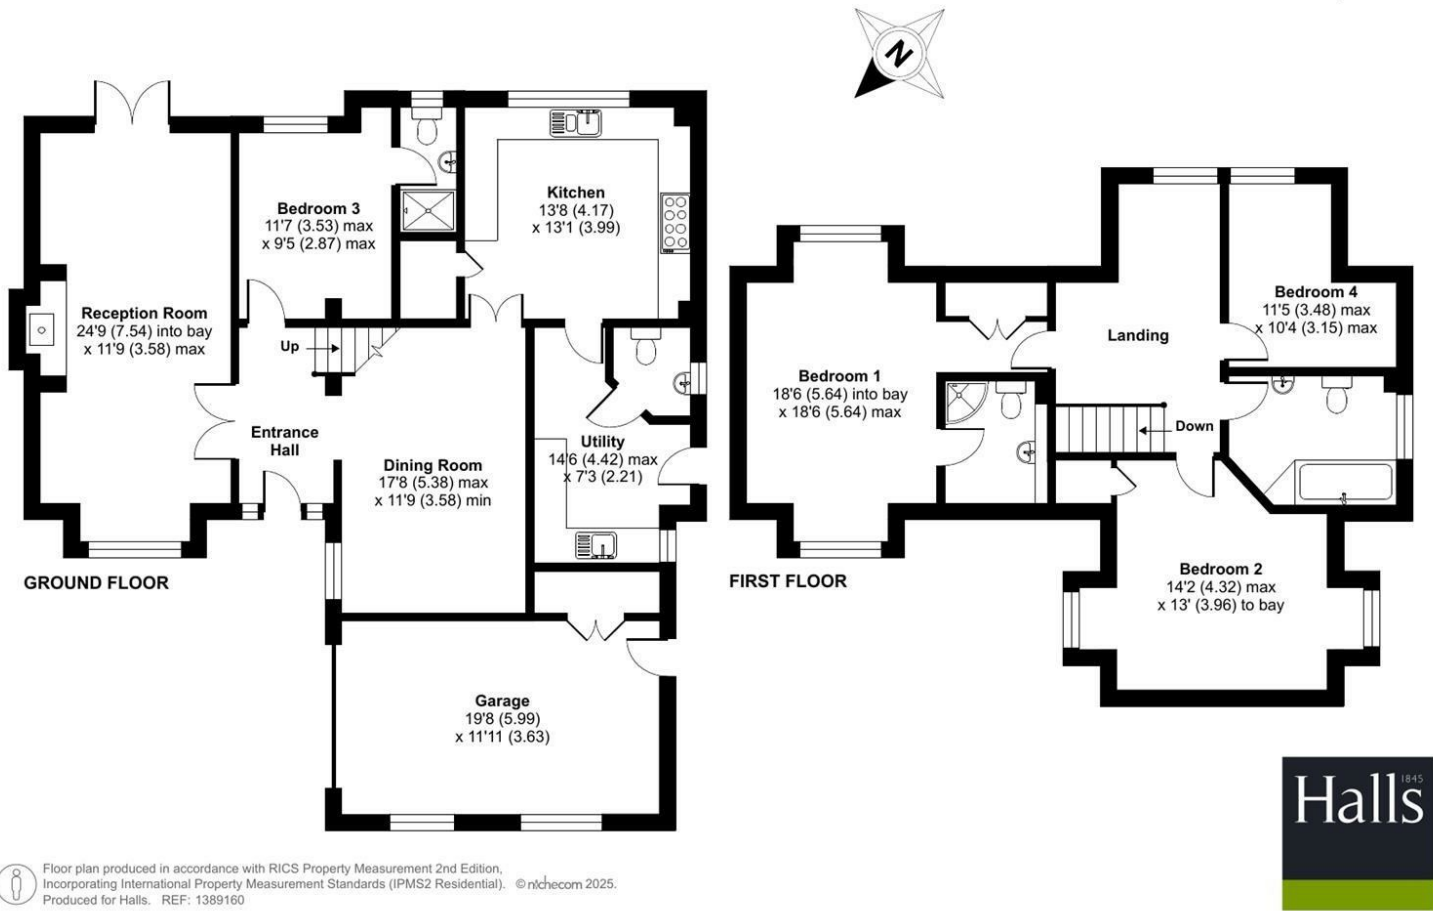 N
Bedroom 3
11'7 (3.53) max
x 9'5 (2.87) max
Kitchen
13'8 (4.17)
x 13'1 (3.99)
Reception Room
24'9 (7.54) into bay
x 11'9 (3.58) max
Up
Entrance
Hall
Dining Room
17'8 (5.38) max
x 11'9 (3.58) min
Utility
14'6 (4.42) max
x 7'3 (2.21)
GROUND FLOOR
Garage
19'8 (5.99)
x 11'11 (3.63)
Bedroom 1
18'6 (5.64) into bay
x 18'6 (5.64) max
Landing
Bedroom 4
11'5 (3.48) max
x 10'4 (3.15) max
Down
Bedroom 2
14'2 (4.32) max
x 13' (3.96) to bay
FIRST FLOOR
1845
Halls
Floor plan produced in accordance with RICS Property Measurement 2nd Edition,
Incorporating International Property Measurement Standards (IPMS2 Residential). © nichecom 2025.
Produced for Halls. REF: 1389160